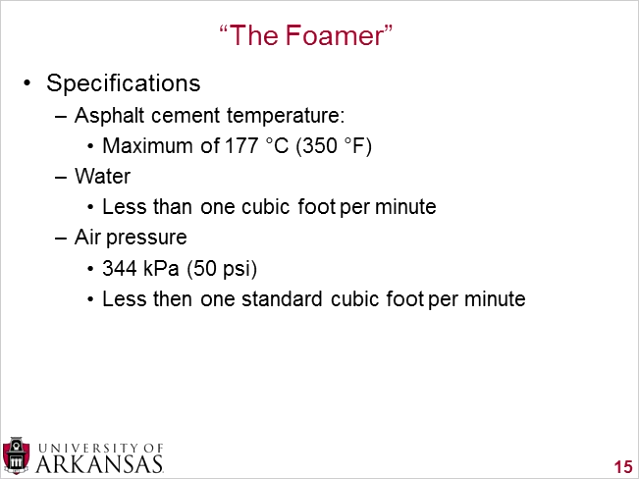 “The Foamer”
• Specifications
– Asphalt cement temperature:
• Maximum of 177 °C (350 °F)
– Water
• Less than one cubic foot per minute
– Air pressure
• 344 kPa (50 psi)
• Less then one standard cubic foot per minute
UNIVERSITY OF
ARKANSAS
15